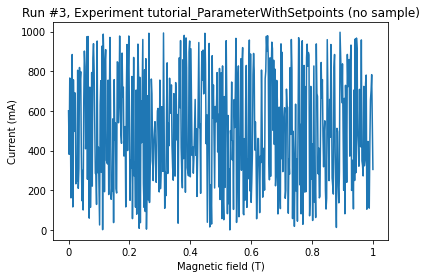 Run #3, Experiment tutorial_ParameterWithSetpoints (no sample)
1000
800
600
400
200
0
Current (mA)
0 0.2 0.4 0.6 0.8 1
Magnetic field (T)